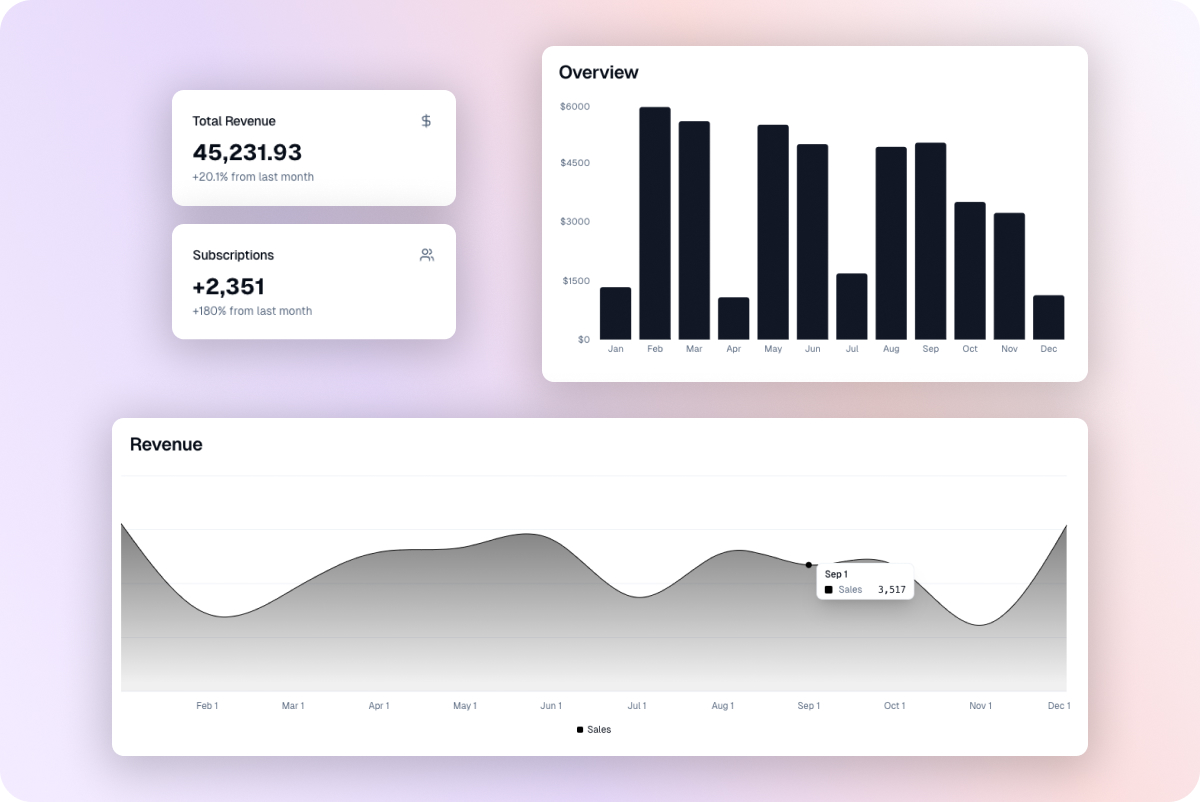 Total Revenue
45,231.93
+20.1% from last month
Subscriptions
+2,351
+180% from last month
Overview
$6000
$4500
$3000
$1500
$0
Jan Feb Mar Apr May Jun Jul Aug Sep Oct Nov Dec
Revenue
Sep 1
Sales 3,517
Feb 1 Mar 1 Apr 1 May 1 Jun 1 Jul 1 Aug 1 Sep 1 Oct 1 Nov 1 Dec 1
Sales